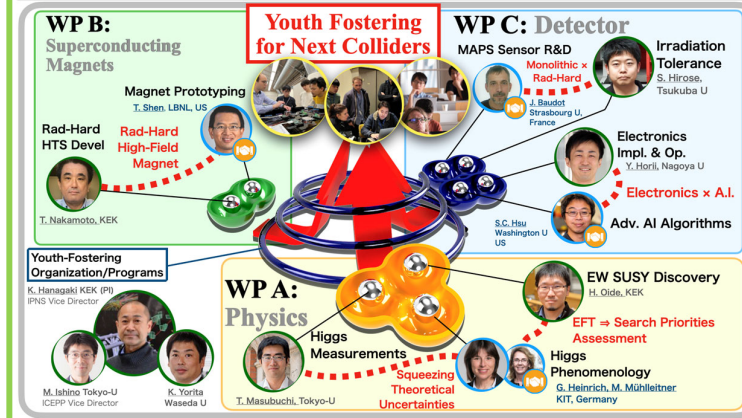 Youth Fostering
for Next Colliders
WP B:
Superconducting
Magnets
Magnet Prototyping
T. Shen, LBNL, US
Rad-Hard
HTS Devel
Rad-Hard
High-Field
Magnet
T. Nakamoto, KEK
WP C: Detector
MAPS Sensor R&D
Monolithic ×
Rad-Hard
J. Baudot
Strasbourg U,
France
Irradiation
Tolerance
S. Hirose,
Tsukuba U
Electronics
Impl. & Op.
Y. Horii, Nagoya U
Electronics × A.I.
S.C. Hsu
Washington U
US
Adv. AI Algorithms
Youth-Fostering
Organization/Programs
K. Hanagaki KEK (PI)
IPNS Vice Director
M. Ishino Tokyo-U
ICEPP Vice Director
K. Yorita
Waseda U
WP A:
Physics
Higgs
Measurements
T. Masubuchi, Tokyo-U
Squeezing
Theoretical
Uncertainties
EW SUSY Discovery
H. Oide, KEK
EFT ⇒ Search Priorities
Assessment
Higgs
Phenomenology
G. Heinrich, M. Mühlleitner
KIT, Germany